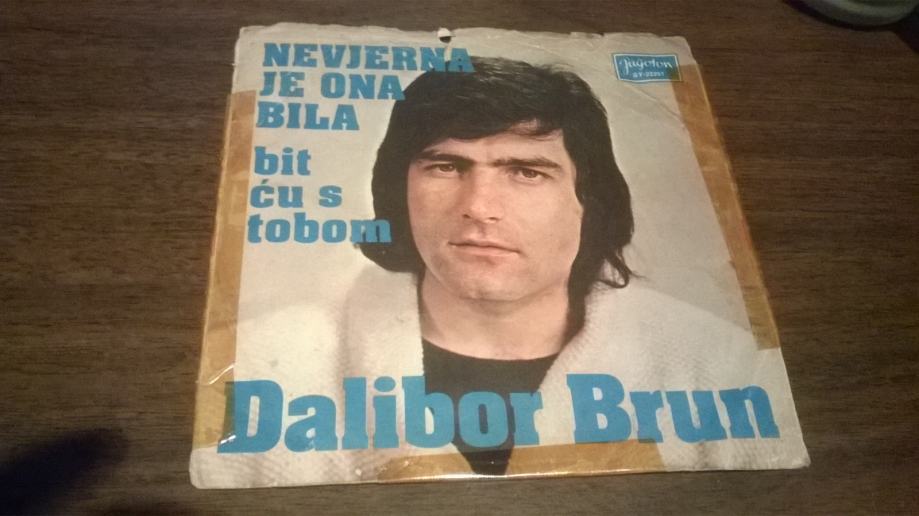 NEVJERNA
JE ONA
BILA
bit
ću s
tobom
Jugoton
Dalibor Brun